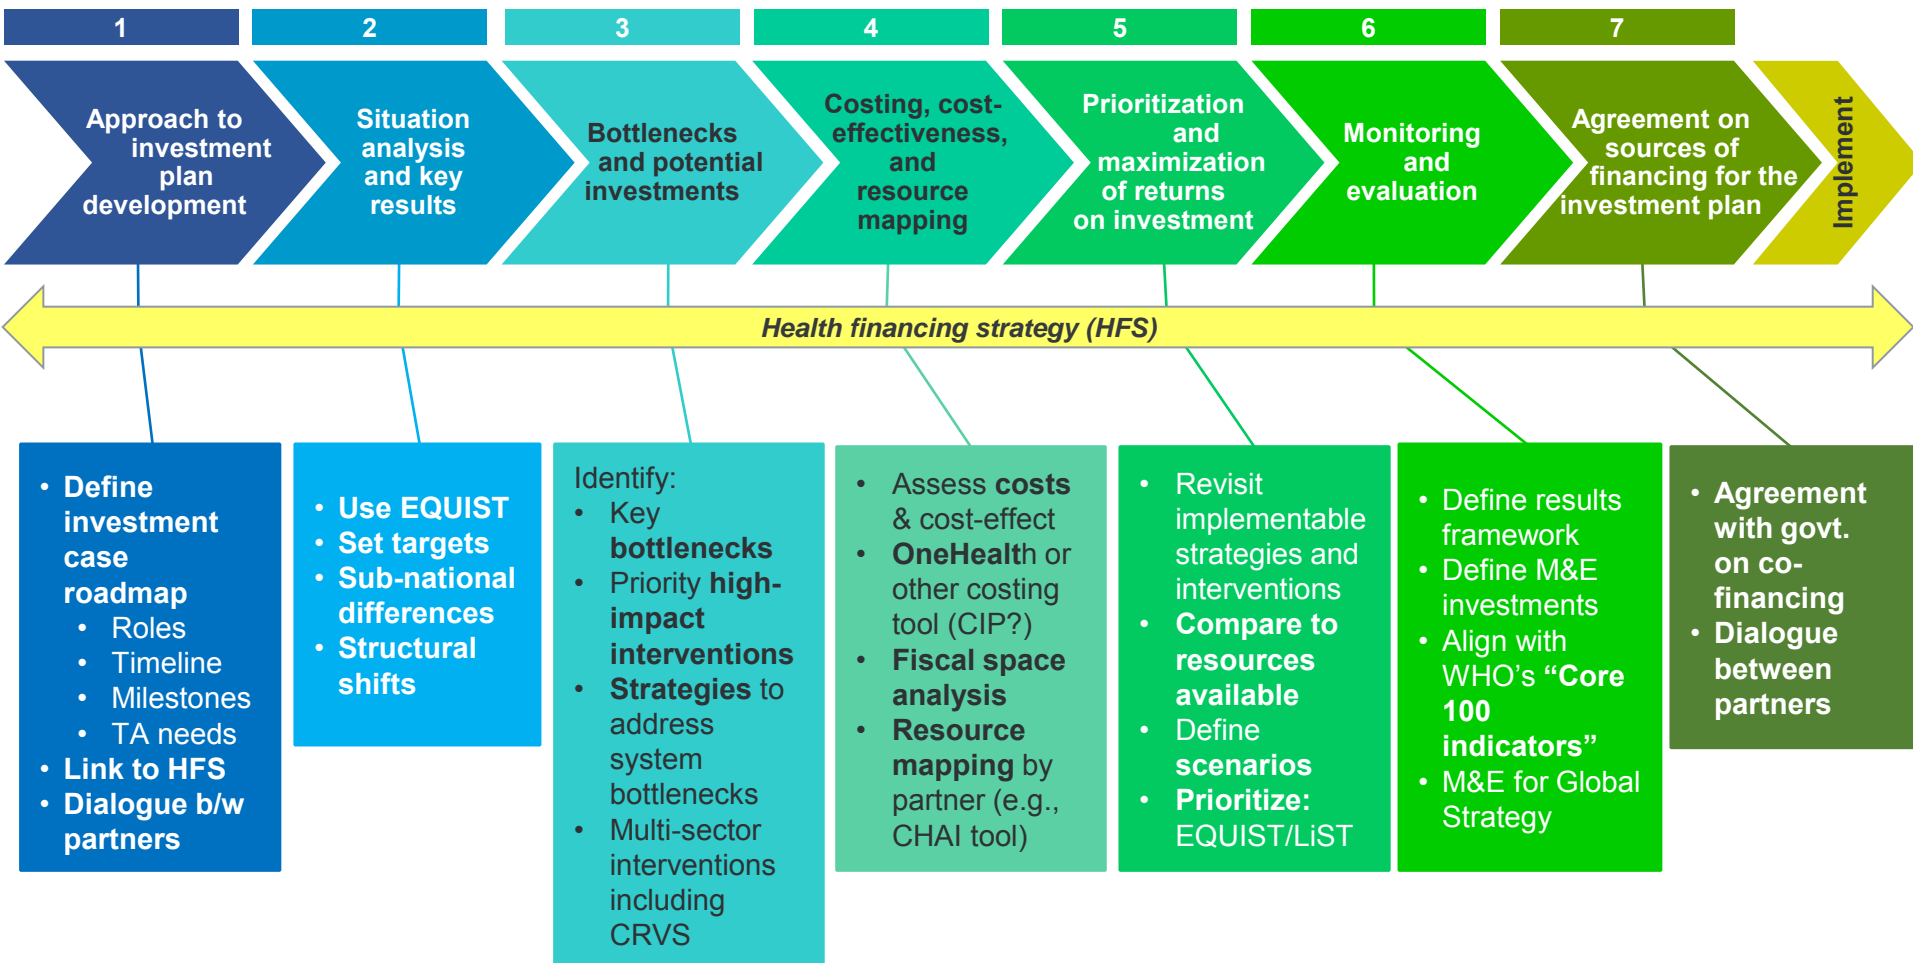 1
2
3
4
5
6
7
Approach to
investment
plan
development
Situation
analysis
and key
results
Bottlenecks
and potential
investments
Costing, cost-
effectiveness,
and
resource
mapping
Prioritization
and
maximization
of returns
on investment
Monitoring
and
evaluation
Agreement on
sources of
financing for the
investment plan
Implement
Health financing strategy (HFS)
• Define
investment
case
roadmap
• Roles
• Timeline
• Milestones
• TA needs
• Link to HFS
• Dialogue b/w
partners
• Use EQUIST
• Set targets
• Sub-national
differences
• Structural
shifts
Identify:
• Key
bottlenecks
• Priority high-
impact
interventions
• Strategies to
address
system
bottlenecks
• Multi-sector
interventions
including
CRVS
• Assess costs
& cost-effect
• OneHealth or
other costing
tool (CIP?)
• Fiscal space
analysis
• Resource
mapping by
partner (e.g.,
CHAI tool)
• Revisit
implementable
strategies and
interventions
• Compare to
resources
available
• Define
scenarios
• Prioritize:
EQUIST/LiST
• Define results
framework
• Define M&E
investments
• Align with
WHO's “Core
100
indicators”
• M&E for Global
Strategy
• Agreement
with govt.
on co-
financing
• Dialogue
between
partners